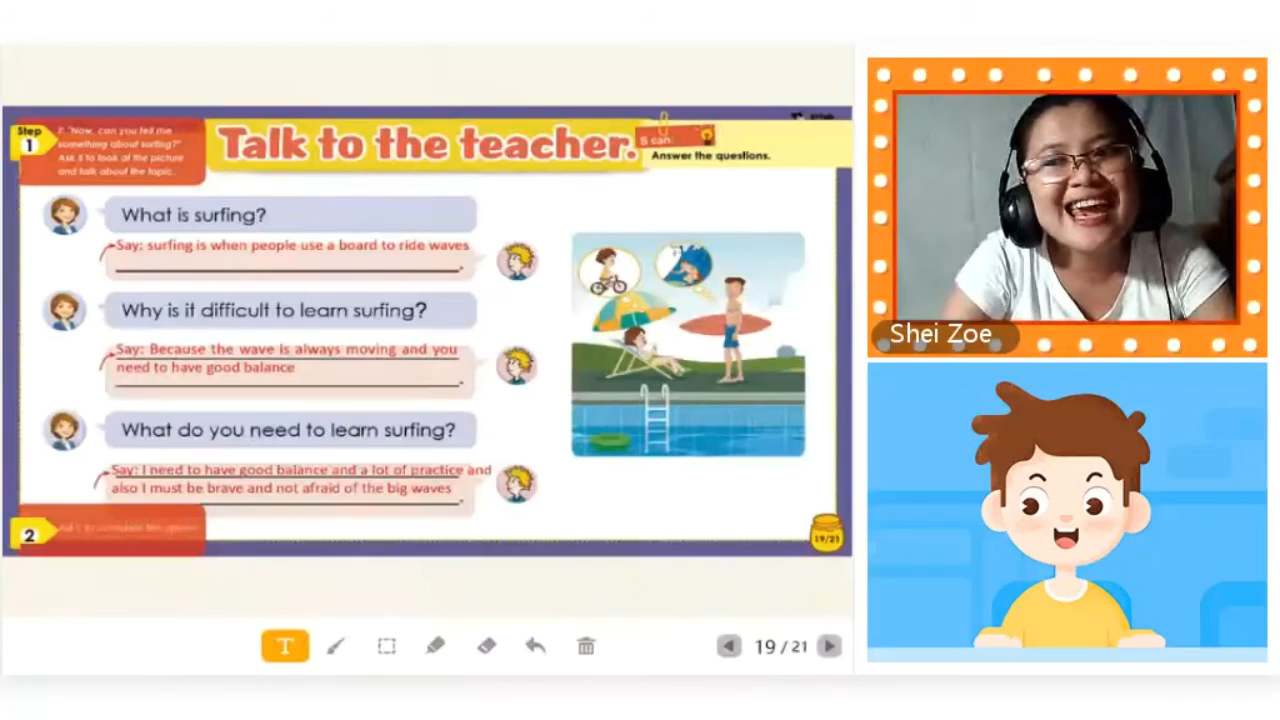 Step
1
T: "Now, can you tell me
something about surfing?"
Ask S to look at the picture
and talk about the topic.
Talk to the teacher.
S can
Answer the questions.
What is surfing?
Say: surfing is when people use a board to ride waves
Why is it difficult to learn surfing?
Say: Because the wave is always moving and you
need to have good balance
What do you need to learn surfing?
Say: I need to have good balance and a lot of practice and
also I must be brave and not afraid of the big waves
2
Ask S to complete the
19/21
T
19/21
Shei Zoe